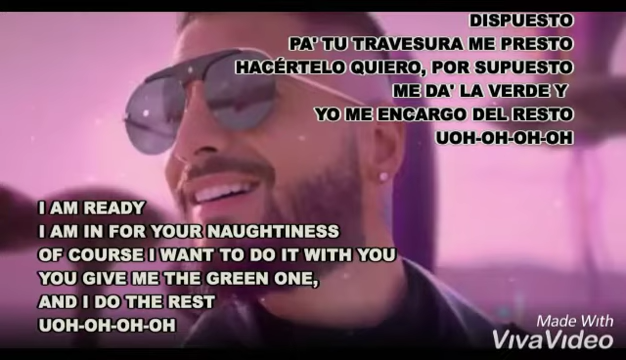 DISPUESTO
PA' TU TRAVESURA ME PRESTO
HACÉRTELO QUIERO, POR SUPUESTO
ME DA' LA VERDE Y
YO ME ENCARGO DEL RESTO
UOH-OH-OH-OH
I AM READY
I AM IN FOR YOUR NAUGHTINESS
OF COURSE I WANT TO DO IT WITH YOU
YOU GIVE ME THE GREEN ONE,
AND I DO THE REST
UOH-OH-OH-OH
Made With
VivaVideo